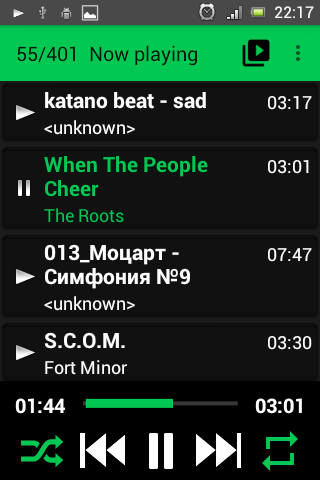 22:17
55/401 Now playing
katano beat - sad
03:17
<unknown>
When The People
Cheer
03:01
The Roots
013_Моцарт -
Симфония №9
07:47
<unknown>
S.C.O.M.
03:30
Fort Minor
01:44
03:01